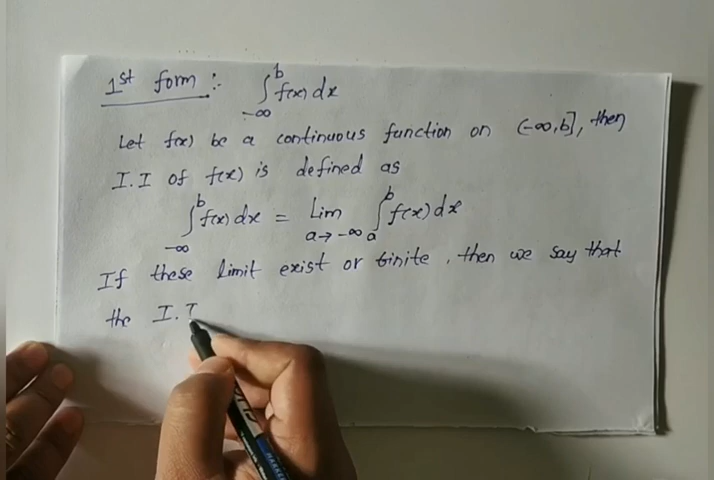 1st form :- ∫_{-∞}^{b} f(x) dx
Let f(x) be a continuous function on (-∞, b], then
I.I of f(x) is defined as
∫_{-∞}^{b} f(x) dx = Lim_{a→-∞} ∫_{a}^{b} f(x) dx
If these limit exist or finite, then we say that
the I.I